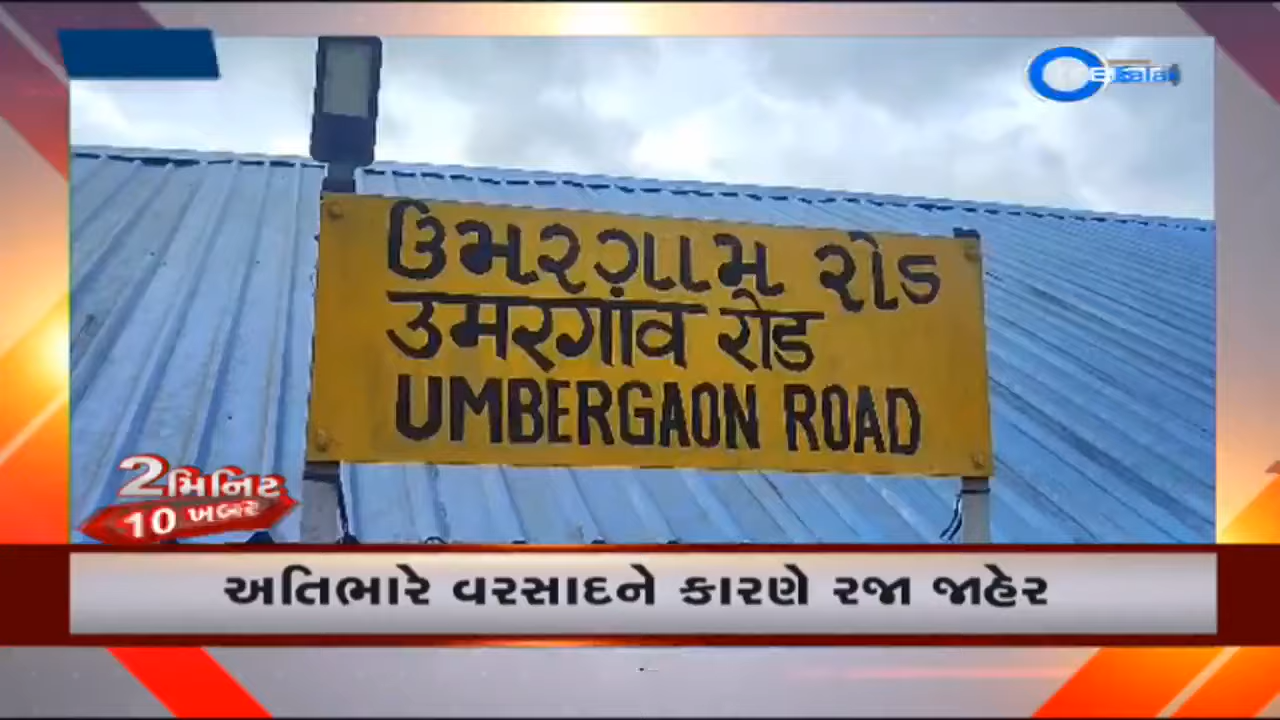 ઉમરગામ રોડ
उमरगांव रोड
UMBERGAON ROAD
2 મિનિટ
10 ખબર
અતિભારે વરસાદને કારણે રજા જાહેર